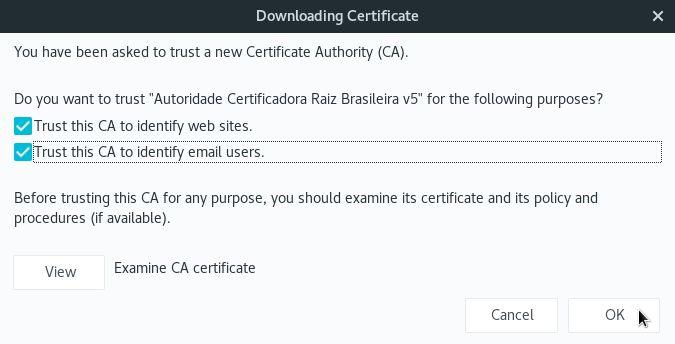 Downloading Certificate
You have been asked to trust a new Certificate Authority (CA).
Do you want to trust "Autoridade Certificadora Raiz Brasileira v5" for the following purposes?
Trust this CA to identify web sites.
Trust this CA to identify email users.
Before trusting this CA for any purpose, you should examine its certificate and its policy and
procedures (if available).
View
Examine CA certificate
Cancel
OK